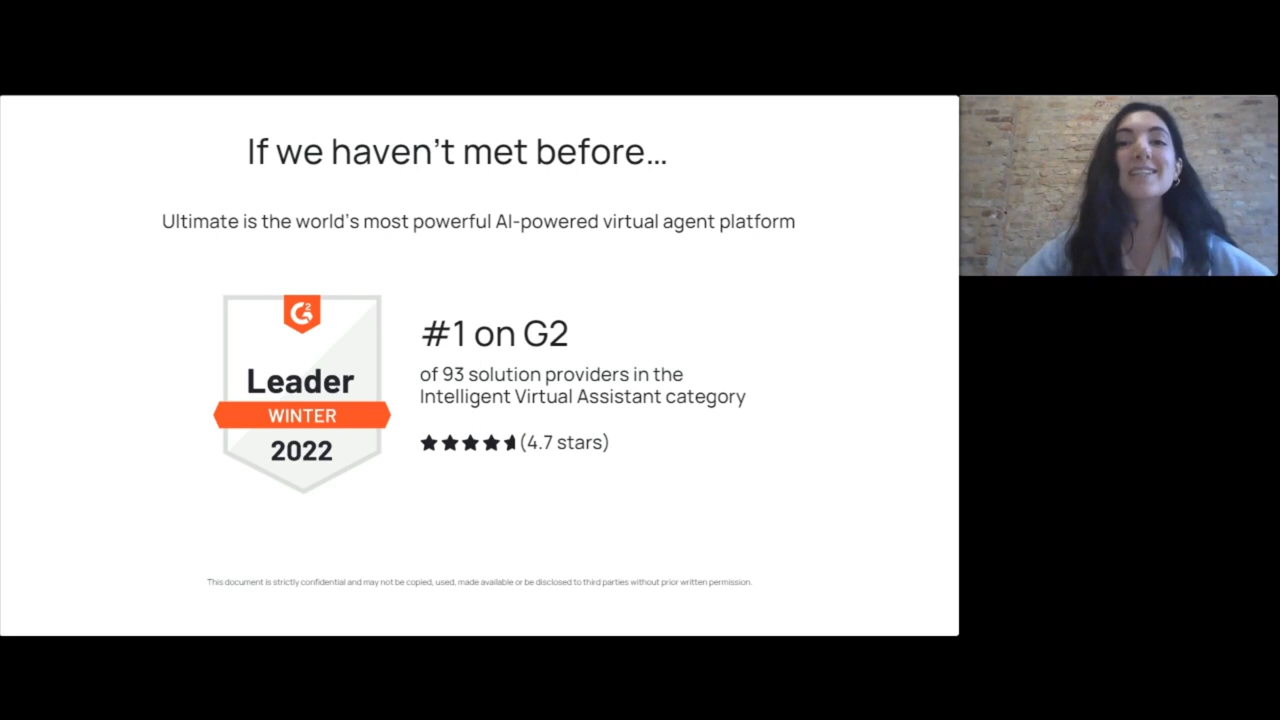 If we haven't met before…
Ultimate is the world's most powerful AI-powered virtual agent platform
G2
Leader
WINTER
2022
#1 on G2
of 93 solution providers in the
Intelligent Virtual Assistant category
(4.7 stars)
This document is strictly confidential and may not be copied, used, made available or be disclosed to third parties without prior written permission.